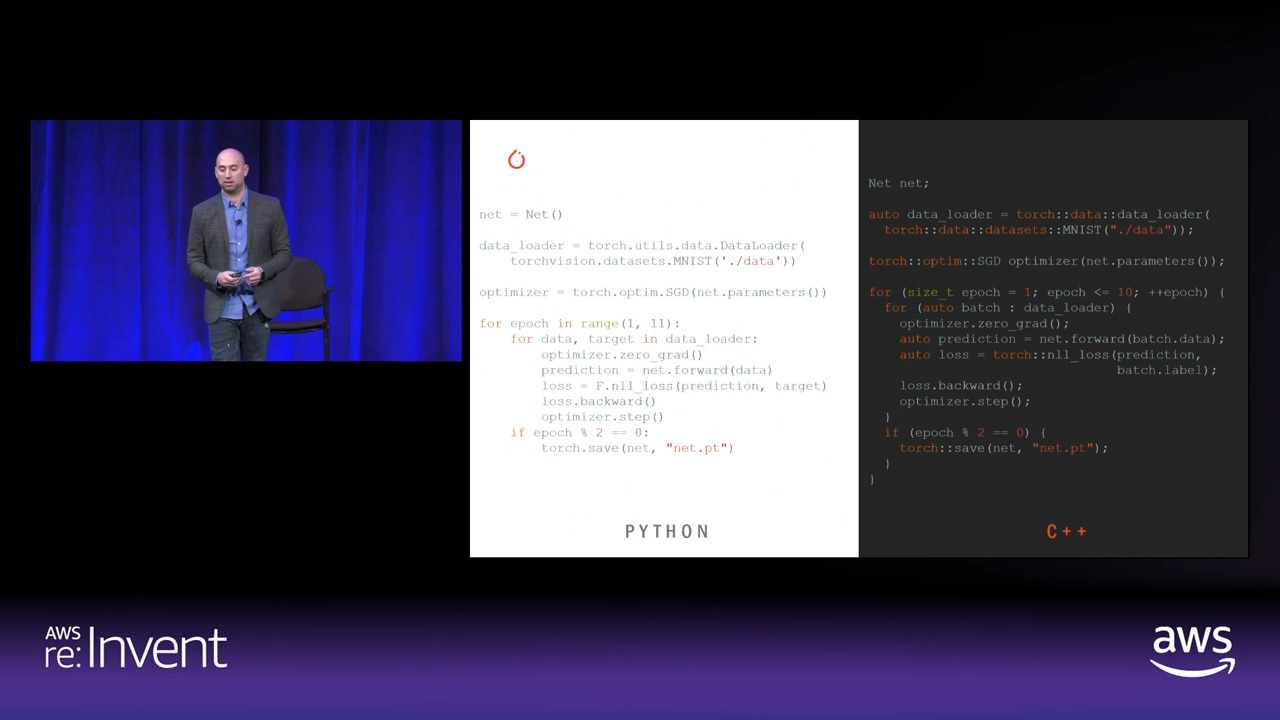 net = Net()
data_loader = torch.utils.data.DataLoader(
torchvision.datasets.MNIST('./data'))
optimizer = torch.optim.SGD(net.parameters())
for epoch in range(1, 11):
for data, target in data_loader:
optimizer.zero_grad()
prediction = net.forward(data)
loss = F.nll_loss(prediction, target)
loss.backward()
optimizer.step()
if epoch % 2 == 0:
torch.save(net, "net.pt")
PYTHON
Net net;
auto data_loader = torch::data::data_loader(
torch::data::datasets::MNIST("./data"));
torch::optim::SGD optimizer(net.parameters());
for (size_t epoch = 1; epoch <= 10; ++epoch) {
for (auto batch : data_loader) {
optimizer.zero_grad();
auto prediction = net.forward(batch.data);
auto loss = torch::nll_loss(prediction,
batch.label);
loss.backward();
optimizer.step();
}
if (epoch % 2 == 0) {
torch::save(net, "net.pt");
}
}
C++
AWS
re:Invent
aws